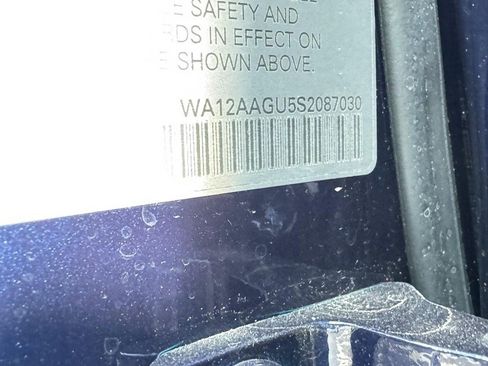 E SAFETY AND
RDS IN EFFECT ON
E SHOWN ABOVE.
WA12AAGU5S2087030